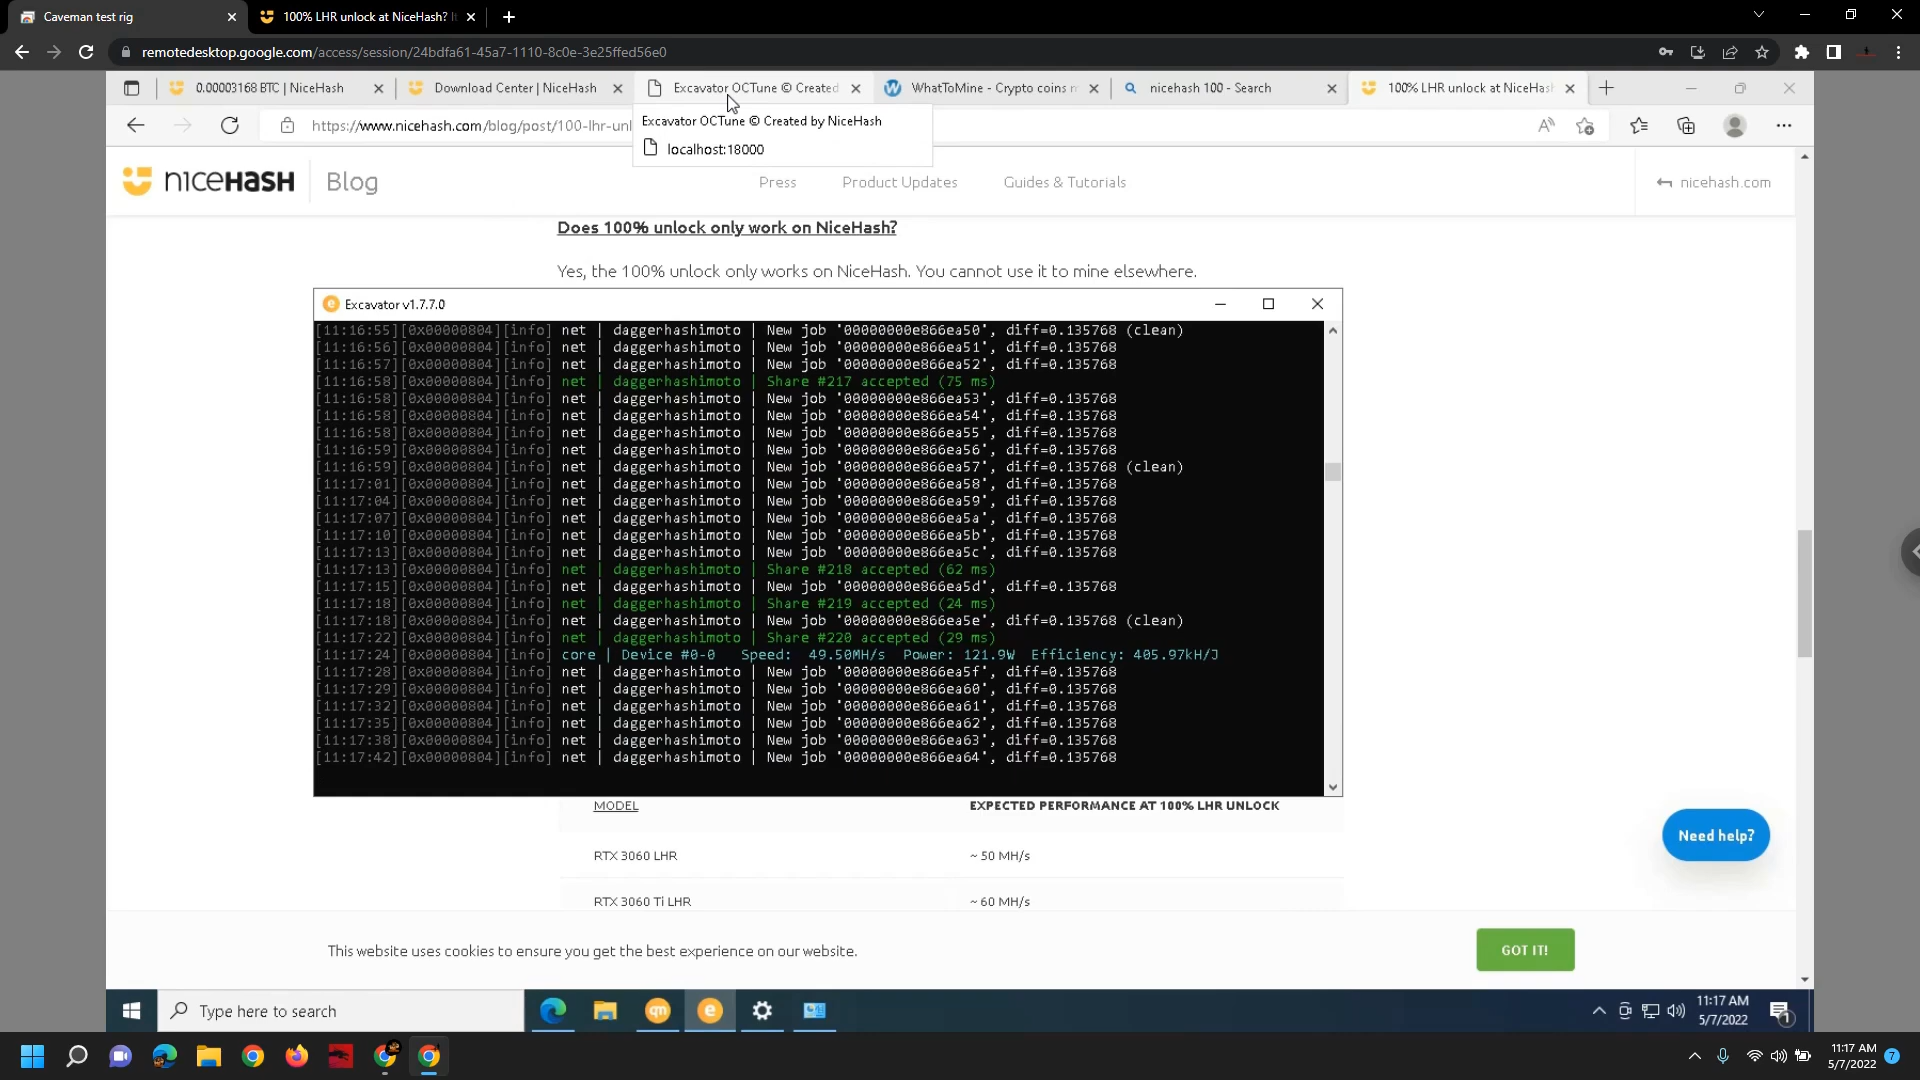 Caveman test rig
100% LHR unlock at NiceHash? It
remotedesktop.google.com/access/session/24bdfa61-45a7-1110-8c0e-3e25ffed56e0
0.00003168 BTC | NiceHash
Download Center | NiceHash
Excavator OCTune © Created
WhatToMine - Crypto coins m
nicehash 100 - Search
100% LHR unlock at NiceHas
https://www.nicehash.com/blog/post/100-lhr-unl
Excavator OCTune © Created by NiceHash
localhost:18000
nicehash
Blog
Press
Product Updates
Guides & Tutorials
nicehash.com
Does 100% unlock only work on NiceHash?
Yes, the 100% unlock only works on NiceHash. You cannot use it to mine elsewhere.
e Excavator v1.7.7.0
[11:16:55][0x00000804][info] net | daggerhashimoto | New job '00000000e866ea50', diff=0.135768 (clean)
[11:16:56][0x00000804][info] net | daggerhashimoto | New job '00000000e866ea51', diff=0.135768
[11:16:57][0x00000804][info] net | daggerhashimoto | New job '00000000e866ea52', diff=0.135768
[11:16:58][0x00000804][info] net | daggerhashimoto | Share #217 accepted (75 ms)
[11:16:58][0x00000804][info] net | daggerhashimoto | New job '00000000e866ea53', diff=0.135768
[11:16:58][0x00000804][info] net | daggerhashimoto | New job '00000000e866ea54', diff=0.135768
[11:16:58][0x00000804][info] net | daggerhashimoto | New job '00000000e866ea55', diff=0.135768
[11:16:59][0x00000804][info] net | daggerhashimoto | New job '00000000e866ea56', diff=0.135768
[11:16:59][0x00000804][info] net | daggerhashimoto | New job '00000000e866ea57', diff=0.135768 (clean)
[11:17:01][0x00000804][info] net | daggerhashimoto | New job '00000000e866ea58', diff=0.135768
[11:17:04][0x00000804][info] net | daggerhashimoto | New job '00000000e866ea59', diff=0.135768
[11:17:07][0x00000804][info] net | daggerhashimoto | New job '00000000e866ea5a', diff=0.135768
[11:17:10][0x00000804][info] net | daggerhashimoto | New job '00000000e866ea5b', diff=0.135768
[11:17:13][0x00000804][info] net | daggerhashimoto | New job '00000000e866ea5c', diff=0.135768
[11:17:13][0x00000804][info] net | daggerhashimoto | Share #218 accepted (62 ms)
[11:17:15][0x00000804][info] net | daggerhashimoto | New job '00000000e866ea5d', diff=0.135768
[11:17:18][0x00000804][info] net | daggerhashimoto | Share #219 accepted (24 ms)
[11:17:18][0x00000804][info] net | daggerhashimoto | New job '00000000e866ea5e', diff=0.135768 (clean)
[11:17:22][0x00000804][info] net | daggerhashimoto | Share #220 accepted (29 ms)
[11:17:24][0x00000804][info] core | Device #0-0 Speed: 49.50MH/s Power: 121.9W Efficiency: 405.97kH/J
[11:17:28][0x00000804][info] net | daggerhashimoto | New job '00000000e866ea5f', diff=0.135768
[11:17:29][0x00000804][info] net | daggerhashimoto | New job '00000000e866ea60', diff=0.135768
[11:17:32][0x00000804][info] net | daggerhashimoto | New job '00000000e866ea61', diff=0.135768
[11:17:35][0x00000804][info] net | daggerhashimoto | New job '00000000e866ea62', diff=0.135768
[11:17:38][0x00000804][info] net | daggerhashimoto | New job '00000000e866ea63', diff=0.135768
[11:17:42][0x00000804][info] net | daggerhashimoto | New job '00000000e866ea64', diff=0.135768
MODEL
EXPECTED PERFORMANCE AT 100% LHR UNLOCK
RTX 3060 LHR
~ 50 MH/s
RTX 3060 Ti LHR
~ 60 MH/s
Need help?
This website uses cookies to ensure you get the best experience on our website.
GOT IT!
Type here to search
11:17 AM
5/7/2022
1
11:17 AM
5/7/2022
7